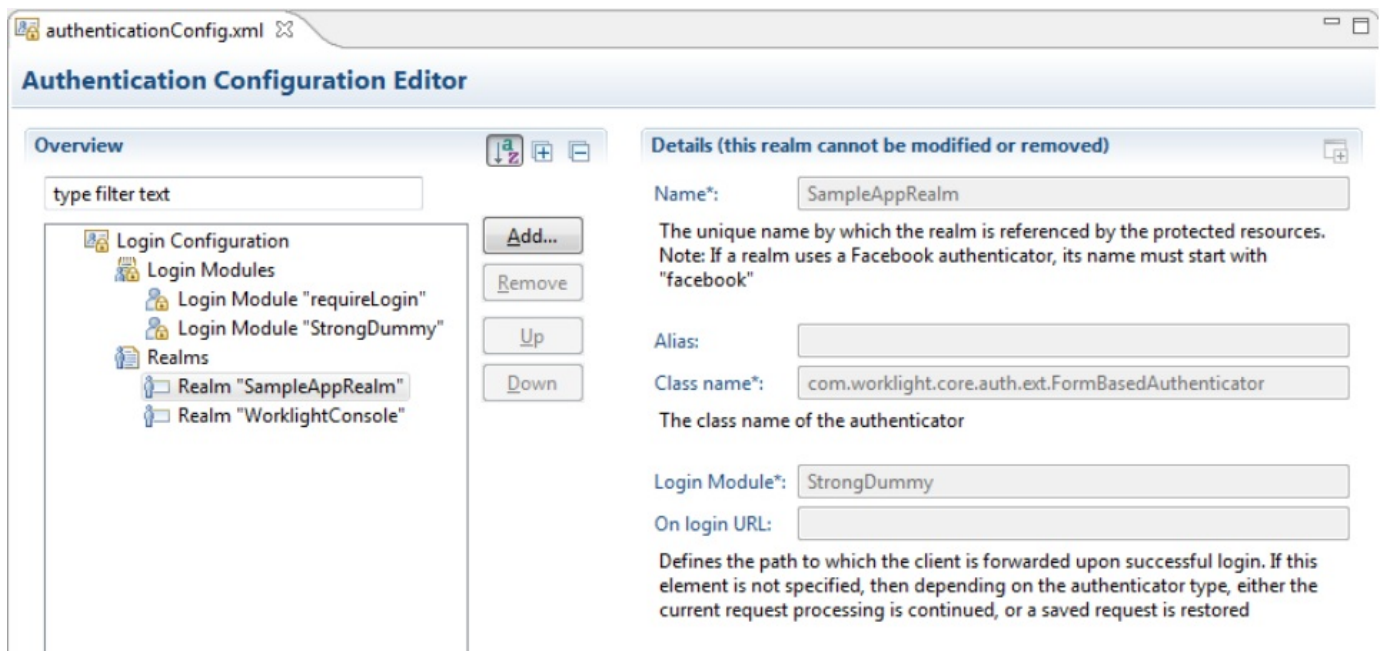 authenticationConfig.xml
Authentication Configuration Editor
Overview
type filter text
Login Configuration
Login Modules
Login Module "requireLogin"
Login Module "StrongDummy"
Realms
Realm "SampleAppRealm"
Realm "WorklightConsole"
Add...
Remove
Up
Down
Details (this realm cannot be modified or removed)
Name*: SampleAppRealm
The unique name by which the realm is referenced by the protected resources.
Note: If a realm uses a Facebook authenticator, its name must start with
"facebook"
Alias:
Class name*: com.worklight.core.auth.ext.FormBasedAuthenticator
The class name of the authenticator
Login Module*: StrongDummy
On login URL:
Defines the path to which the client is forwarded upon successful login. If this
element is not specified, then depending on the authenticator type, either the
current request processing is continued, or a saved request is restored